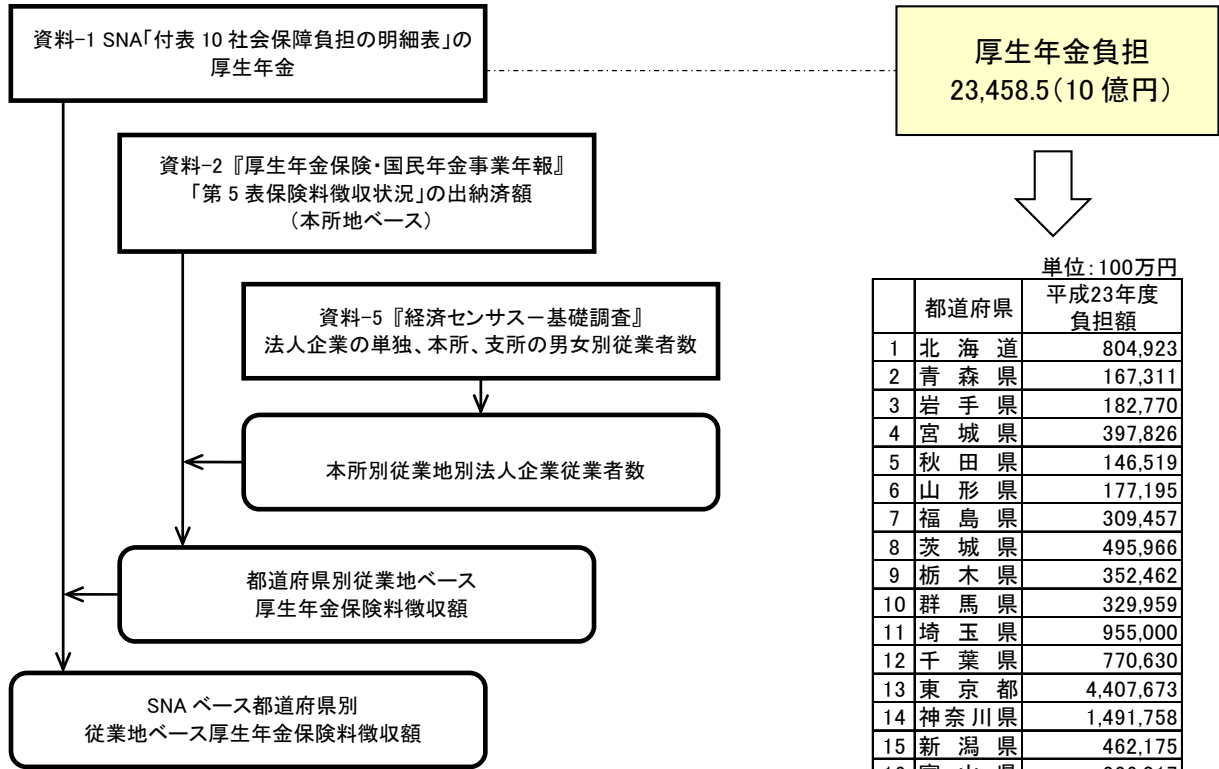 資料-1 SNA「付表 10 社会保障負担の明細表」の
厚生年金
厚生年金負担
23,458.5(10 億円)
資料-2『厚生年金保険・国民年金事業年報』
「第 5 表保険料徴収状況」の出納済額
(本所地ベース)
資料-5『経済センサス-基礎調査』
法人企業の単独、本所、支所の男女別従業者数
本所別従業地別法人企業従業者数
都道府県別従業地ベース
厚生年金保険料徴収額
SNA ベース都道府県別
従業地ベース厚生年金保険料徴収額
単位:100万円
都道府県 平成23年度
負担額
1 北海道 804,923
2 青森県 167,311
3 岩手県 182,770
4 宮城県 397,826
5 秋田県 146,519
6 山形県 177,195
7 福島県 309,457
8 茨城県 495,966
9 栃木県 352,462
10 群馬県 329,959
11 埼玉県 955,000
12 千葉県 770,630
13 東京都 4,407,673
14 神奈川県 1,491,758
15 新潟県 462,175